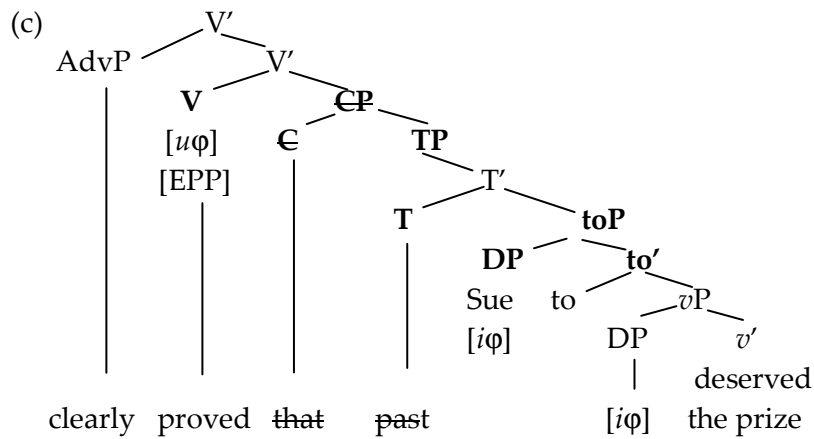 (c) V′
AdvP V′
V CP
[uφ] C TP
[EPP] T′
T toP
DP to′
Sue to vP
[iφ] DP v′
deserved
clearly proved that past [iφ] the prize